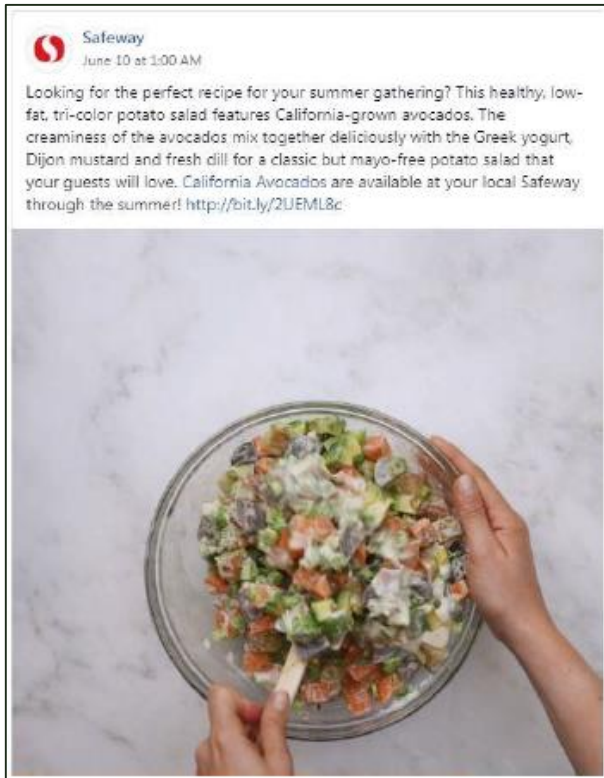 Safeway
June 10 at 1:00 AM
Looking for the perfect recipe for your summer gathering? This healthy, low-
fat, tri-color potato salad features California-grown avocados. The
creaminess of the avocados mix together deliciously with the Greek yogurt,
Dijon mustard and fresh dill for a classic but mayo-free potato salad that
your guests will love. California Avocados are available at your local Safeway
through the summer! http://bit.ly/2UEML8c